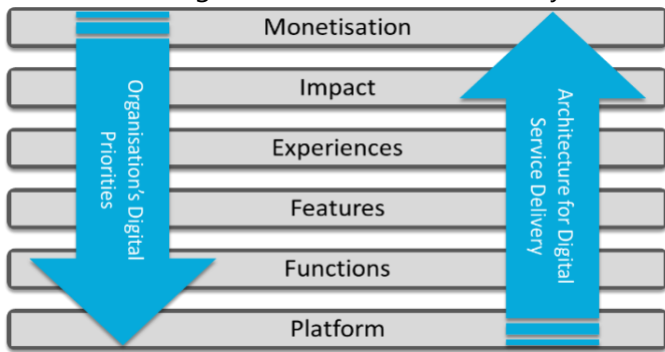 Monetisation
Impact
Experiences
Features
Functions
Platform
Organisation's Digital
Priorities
Architecture for Digital
Service Delivery